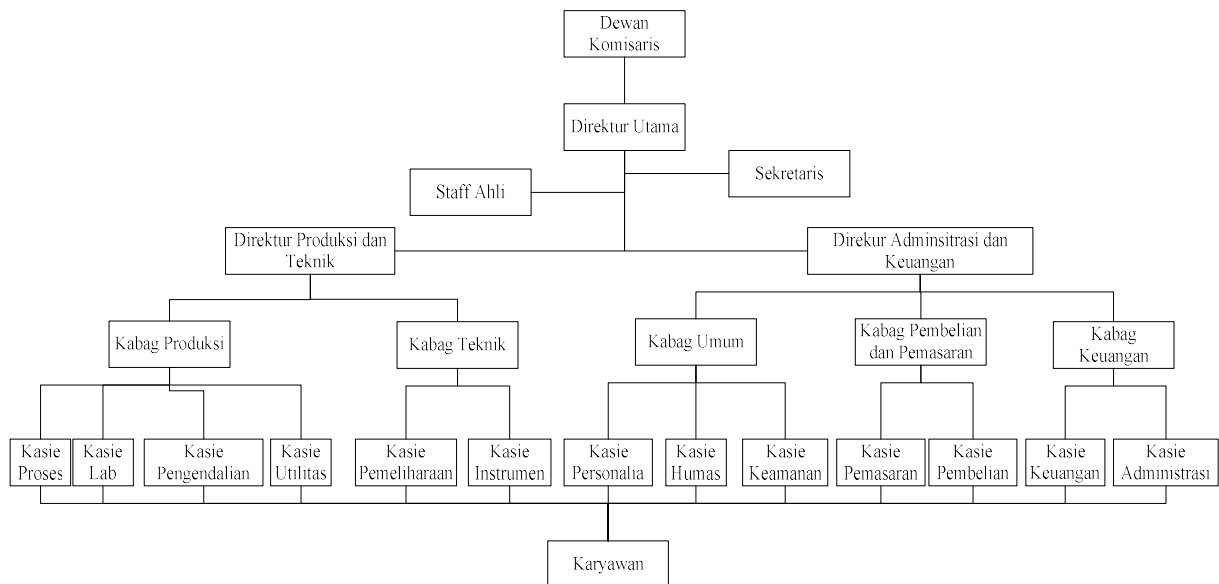 Dewan
Komisaris
Direktur Utama
Sekretaris
Staff Ahli
Direktur Produksi dan
Teknik
Direkur Adminsitrasi dan
Keuangan
Kabag Produksi
Kabag Teknik
Kabag Umum
Kabag Pembelian
dan Pemasaran
Kabag
Keuangan
Kasie
Proses
Kasie
Lab
Kasie
Pengendalian
Kasie
Utilitas
Kasie
Pemeliharaan
Kasie
Instrumen
Kasie
Personalia
Kasie
Humas
Kasie
Keamanan
Kasie
Pemasaran
Kasie
Pembelian
Kasie
Keuangan
Kasie
Administrasi
Karyawan